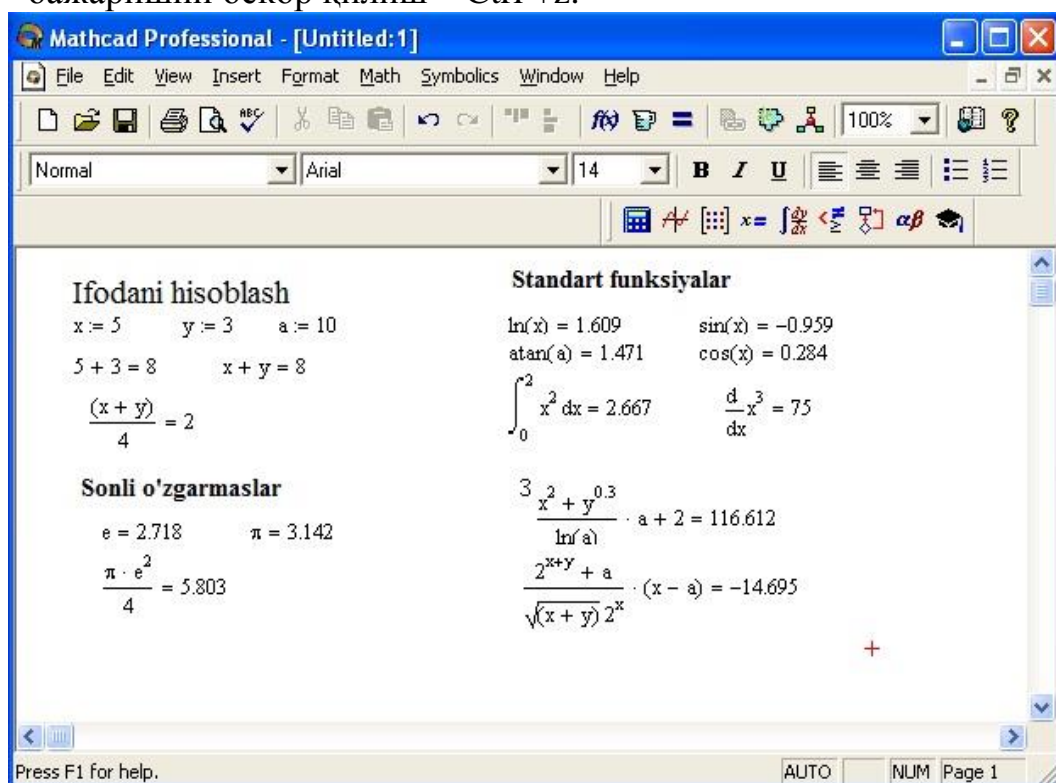 бажаришни бекор қилиш – Ctrl +z.
Mathcad Professional - [Untitled:1]
File Edit View Insert Format Math Symbolics Window Help
100%
Normal Arial 14 B I U
Ifodani hisoblash
x := 5 y := 3 a := 10
5 + 3 = 8 x + y = 8
(x + y)/4 = 2
Sonli o'zgarmaslar
e = 2.718 π = 3.142
(π · e^2)/4 = 5.803
Standart funksiyalar
ln(x) = 1.609 sin(x) = −0.959
atan(a) = 1.471 cos(x) = 0.284
∫_0^2 x^2 dx = 2.667 d/dx x^3 = 75
3 (x^2 + y^0.3)/ln(a) · a + 2 = 116.612
(2^(x+y) + a)/(√(x + y) 2^x) · (x − a) = −14.695
Press F1 for help. AUTO NUM Page 1